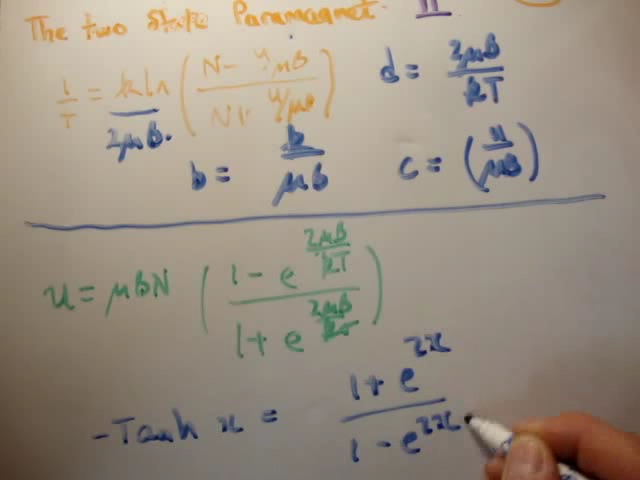 The Two State Paramagnet. II
1/T = k ln/2μB. (N - U/μB / N + U/μB) d = 2μB/kT
b = k/μB c = (U/μB)
U = μBN (1 - e^(2μB/kT) / 1 + e^(2μB/kT))
-Tanh x = 1 + e^2x / 1 - e^2x